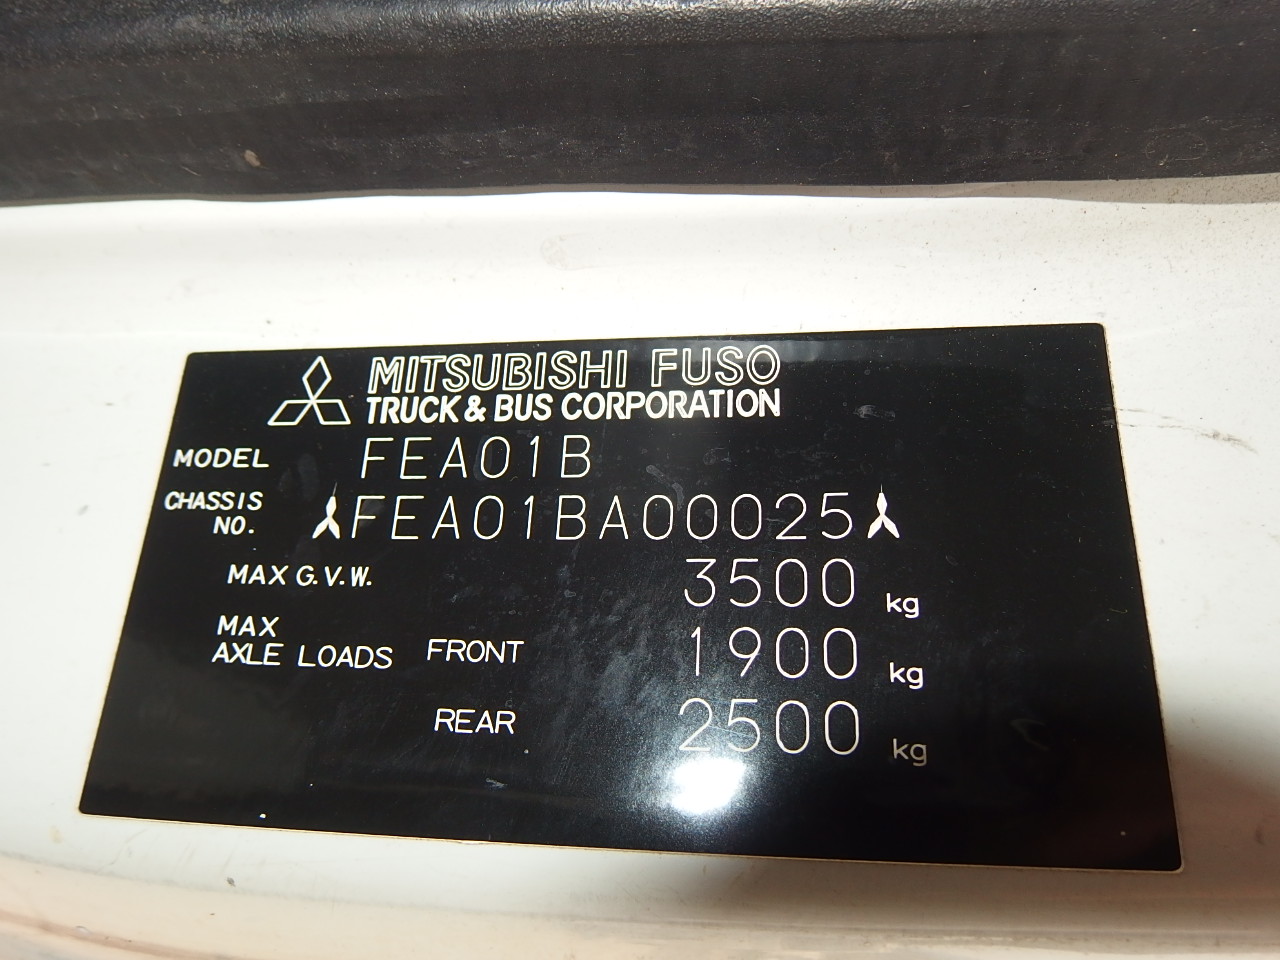 MITSUBISHI FUSO
TRUCK & BUS CORPORATION
MODEL FEA01B
CHASSIS NO. FEA01BA00025
MAX G.V.W. 3500 kg
MAX AXLE LOADS FRONT 1900 kg
REAR 2500 kg